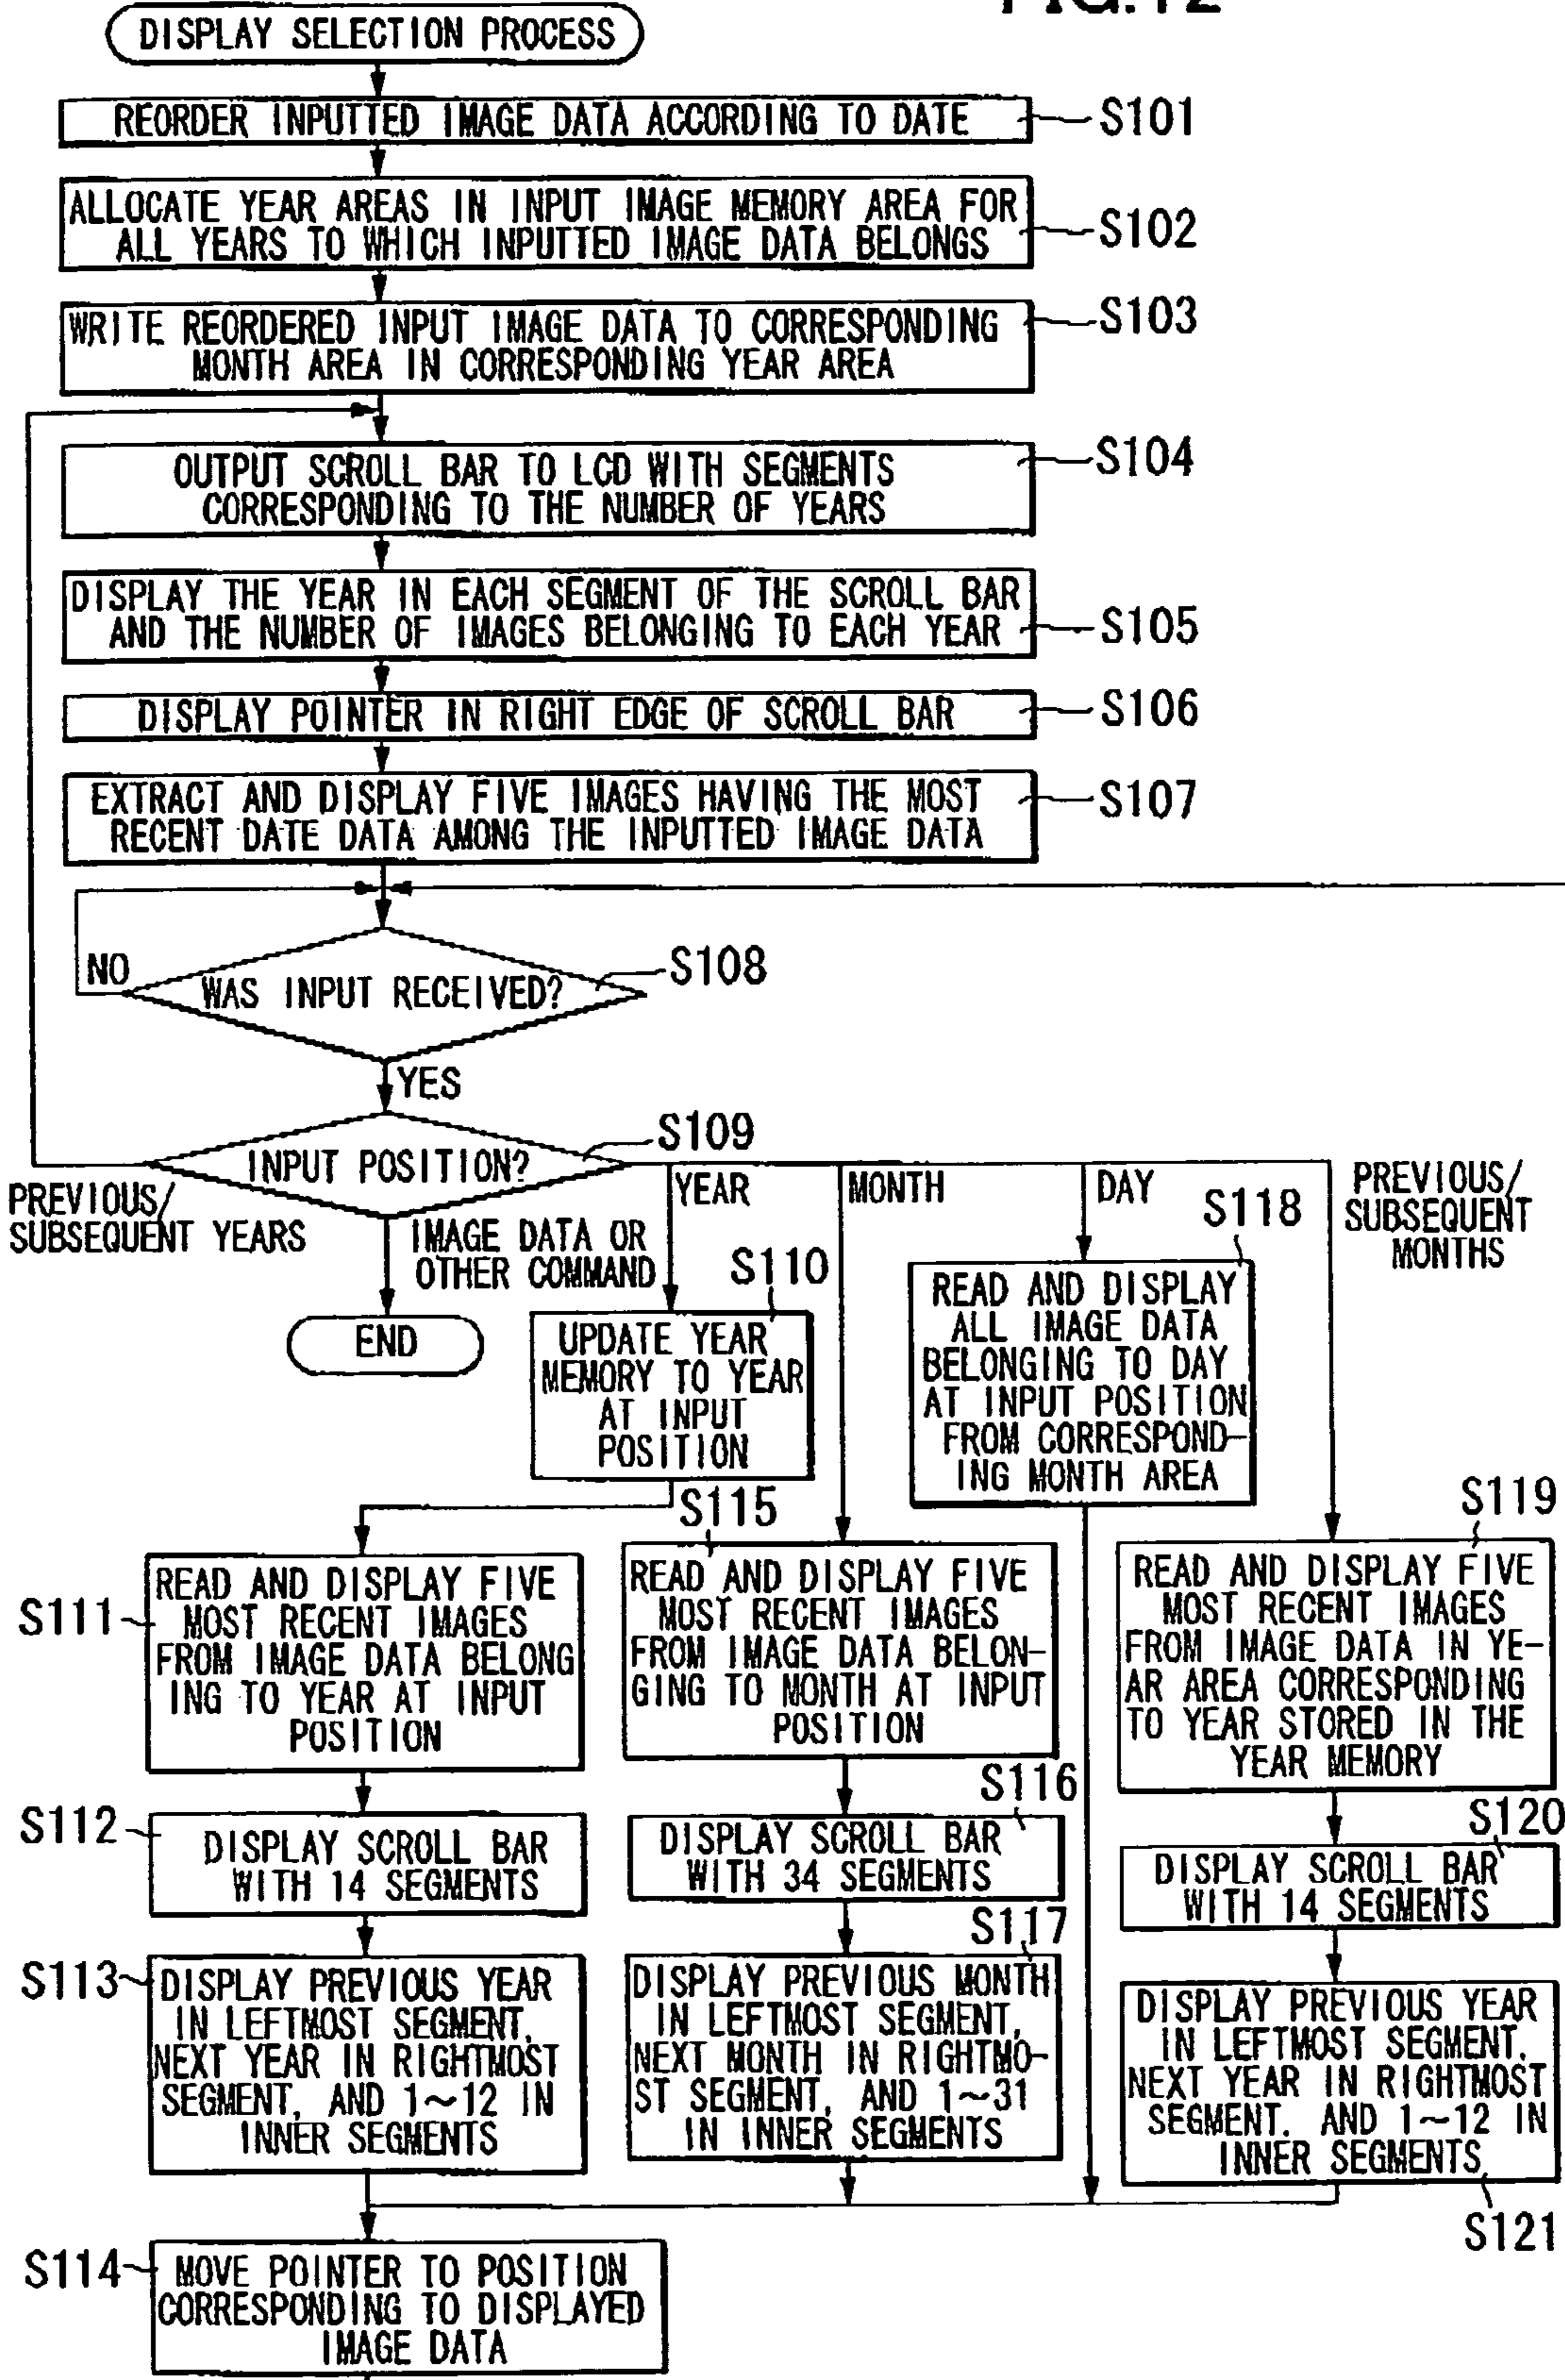 FIG.12
DISPLAY SELECTION PROCESS
REORDER INPUTTED IMAGE DATA ACCORDING TO DATE
S101
ALLOCATE YEAR AREAS IN INPUT IMAGE MEMORY AREA FOR
ALL YEARS TO WHICH INPUTTED IMAGE DATA BELONGS
S102
WRITE REORDERED INPUT IMAGE DATA TO CORRESPONDING
MONTH AREA IN CORRESPONDING YEAR AREA
S103
OUTPUT SCROLL BAR TO LCD WITH SEGMENTS
CORRESPONDING TO THE NUMBER OF YEARS
S104
DISPLAY THE YEAR IN EACH SEGMENT OF THE SCROLL BAR
AND THE NUMBER OF IMAGES BELONGING TO EACH YEAR
S105
DISPLAY POINTER IN RIGHT EDGE OF SCROLL BAR
S106
EXTRACT AND DISPLAY FIVE IMAGES HAVING THE MOST
RECENT DATE DATA AMONG THE INPUTTED IMAGE DATA
S107
NO
WAS INPUT RECEIVED?
S108
YES
INPUT POSITION?
S109
PREVIOUS/
SUBSEQUENT YEARS
IMAGE DATA OR
OTHER COMMAND
YEAR
MONTH
DAY
PREVIOUS/
SUBSEQUENT
MONTHS
END
S110
UPDATE YEAR
MEMORY TO YEAR
AT INPUT
POSITION
S118
READ AND DISPLAY
ALL IMAGE DATA
BELONGING TO DAY
AT INPUT POSITION
FROM CORRESPOND-
ING MONTH AREA
S111
READ AND DISPLAY FIVE
MOST RECENT IMAGES
FROM IMAGE DATA BELONG
ING TO YEAR AT INPUT
POSITION
S115
READ AND DISPLAY FIVE
MOST RECENT IMAGES
FROM IMAGE DATA BELON-
GING TO MONTH AT INPUT
POSITION
S119
READ AND DISPLAY FIVE
MOST RECENT IMAGES
FROM IMAGE DATA IN YE-
AR AREA CORRESPONDING
TO YEAR STORED IN THE
YEAR MEMORY
S112
DISPLAY SCROLL BAR
WITH 14 SEGMENTS
S116
DISPLAY SCROLL BAR
WITH 34 SEGMENTS
S120
DISPLAY SCROLL BAR
WITH 14 SEGMENTS
S113
DISPLAY PREVIOUS YEAR
IN LEFTMOST SEGMENT,
NEXT YEAR IN RIGHTMOST
SEGMENT, AND 1~12 IN
INNER SEGMENTS
S117
DISPLAY PREVIOUS MONTH
IN LEFTMOST SEGMENT,
NEXT MONTH IN RIGHTMO-
ST SEGMENT, AND 1~31
IN INNER SEGMENTS
DISPLAY PREVIOUS YEAR
IN LEFTMOST SEGMENT.
NEXT YEAR IN RIGHTMOST
SEGMENT. AND 1~12 IN
INNER SEGMENTS
S121
S114
MOVE POINTER TO POSITION
CORRESPONDING TO DISPLAYED
IMAGE DATA